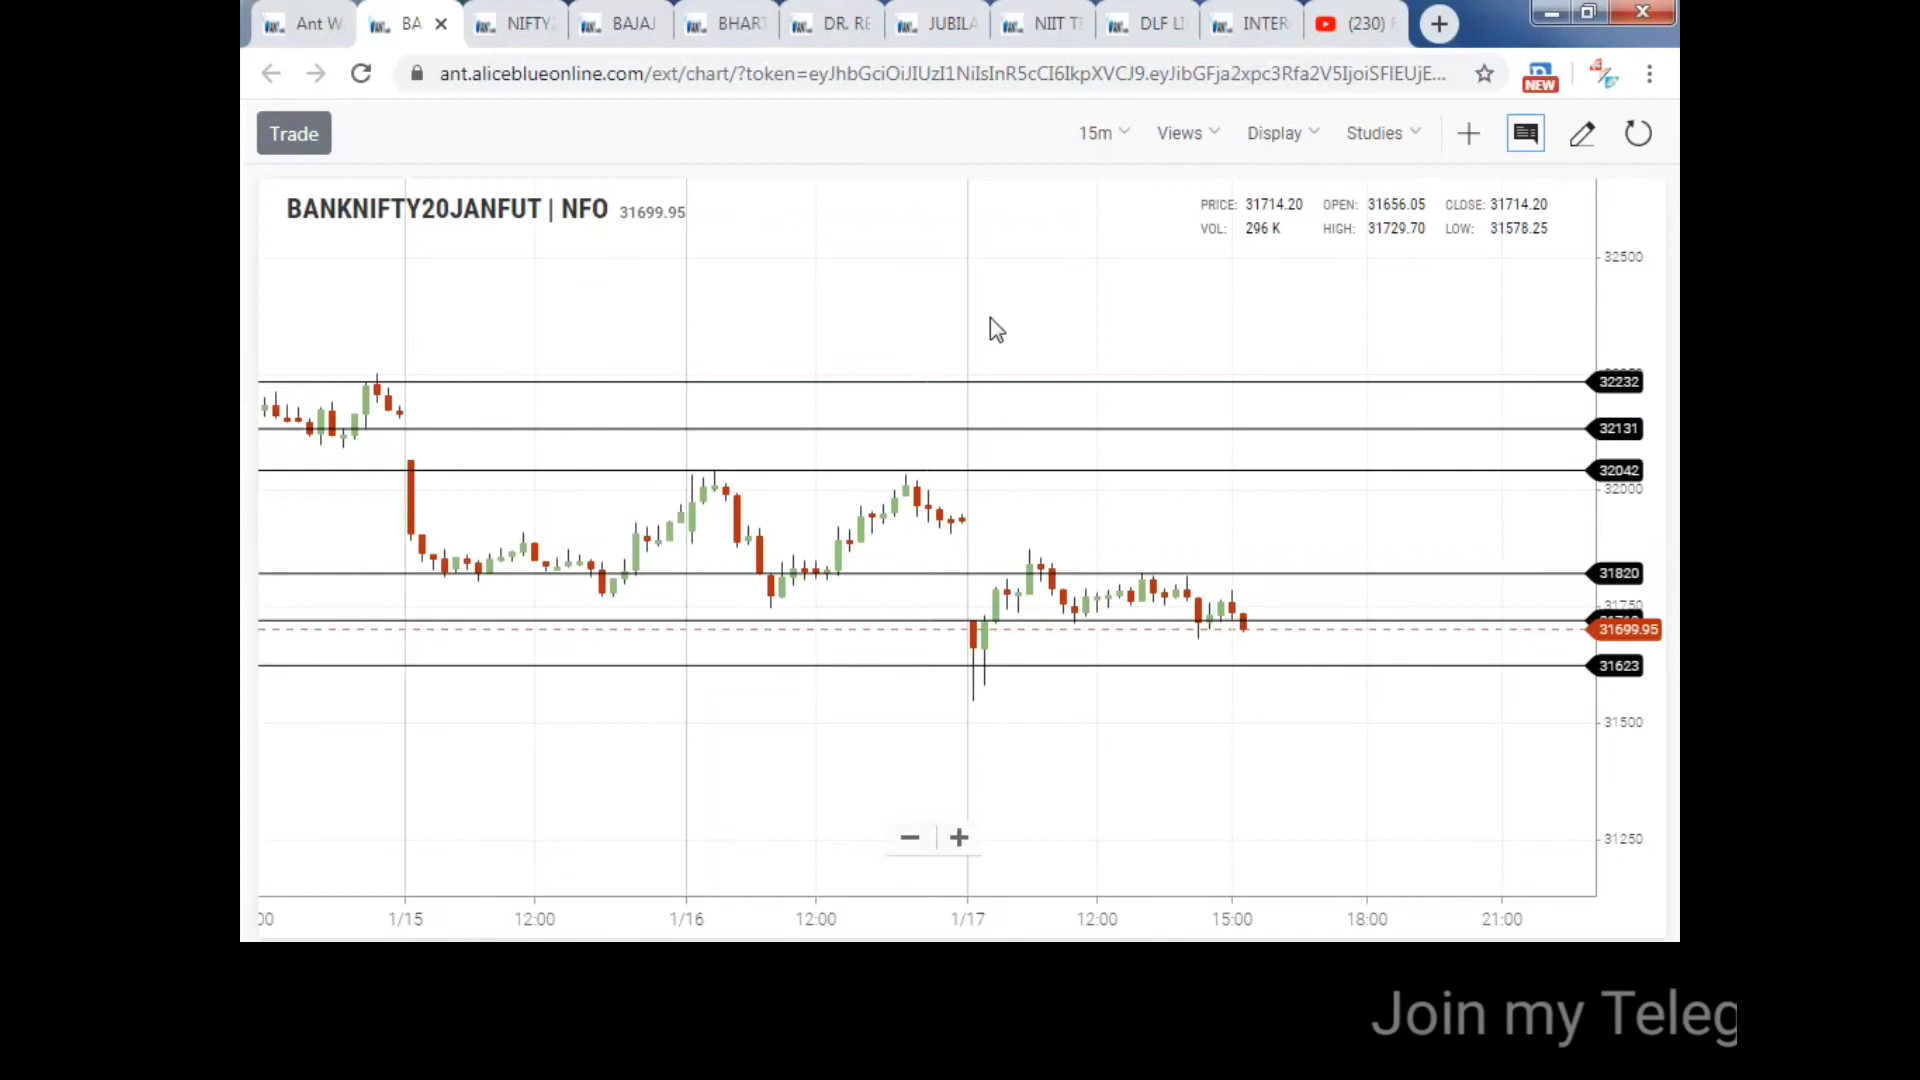 Ant W
BA
NIFTY
BAJAJ
BHART
DR. RE
JUBILA
NIIT T
DLF LI
INTER
(230)
ant.aliceblueonline.com/ext/chart/?token=eyJhbGciOiJIUzI1NiIsInR5cCI6IkpXVCJ9.eyJibGFja2xpc3Rfa2V5IjoiSFlEUjE...
NEW
Trade
15m
Views
Display
Studies
BANKNIFTY20JANFUT | NFO 31699.95
PRICE: 31714.20 OPEN: 31656.05 CLOSE: 31714.20
VOL: 296 K HIGH: 31729.70 LOW: 31578.25
32500
32232
32131
32042
32000
31820
31750
31699.95
31623
31500
31250
:00 1/15 12:00 1/16 12:00 1/17 12:00 15:00 18:00 21:00
Join my Teleg